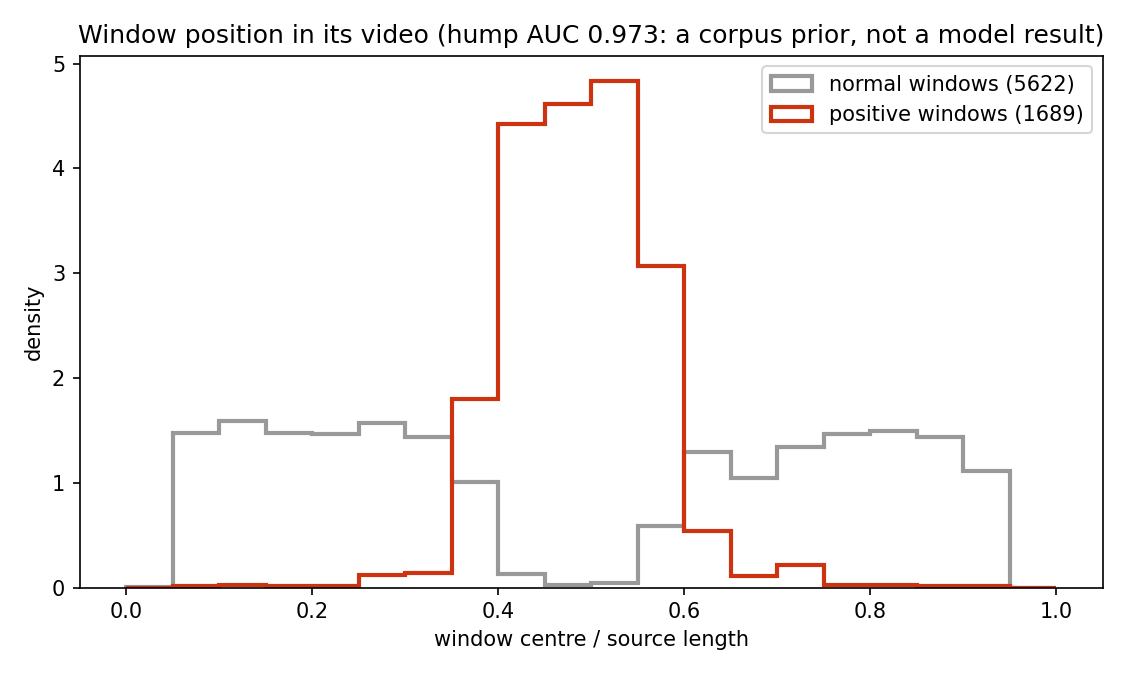 Window position in its video (hump AUC 0.973: a corpus prior, not a model result)
normal windows (5622)
positive windows (1689)
density
5
4
3
2
1
0
0.0 0.2 0.4 0.6 0.8 1.0
window centre / source length